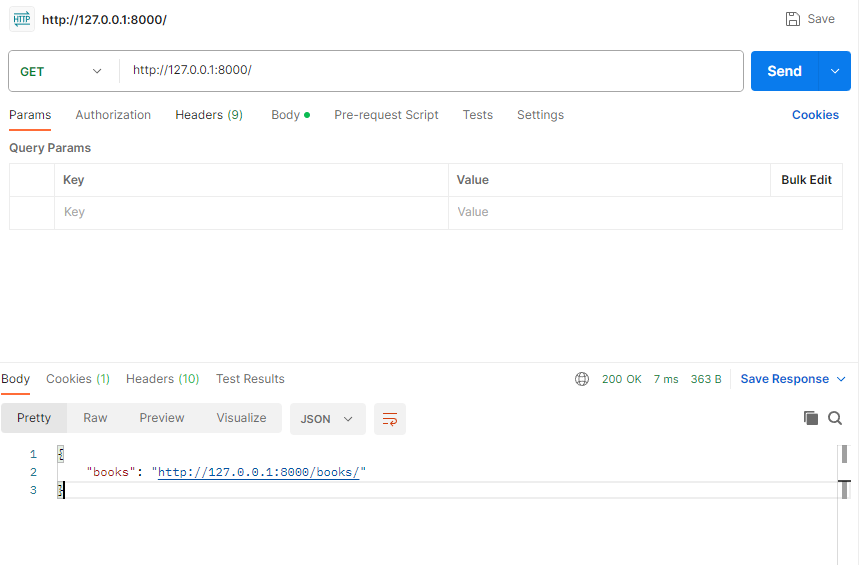 HTTP http://127.0.0.1:8000/ Save
GET http://127.0.0.1:8000/ Send
Params Authorization Headers (9) Body Pre-request Script Tests Settings Cookies
Query Params
Key Value Bulk Edit
Key Value
Body Cookies (1) Headers (10) Test Results 200 OK 7 ms 363 B Save Response
Pretty Raw Preview Visualize JSON
1 {
2 "books": "http://127.0.0.1:8000/books/"
3 }